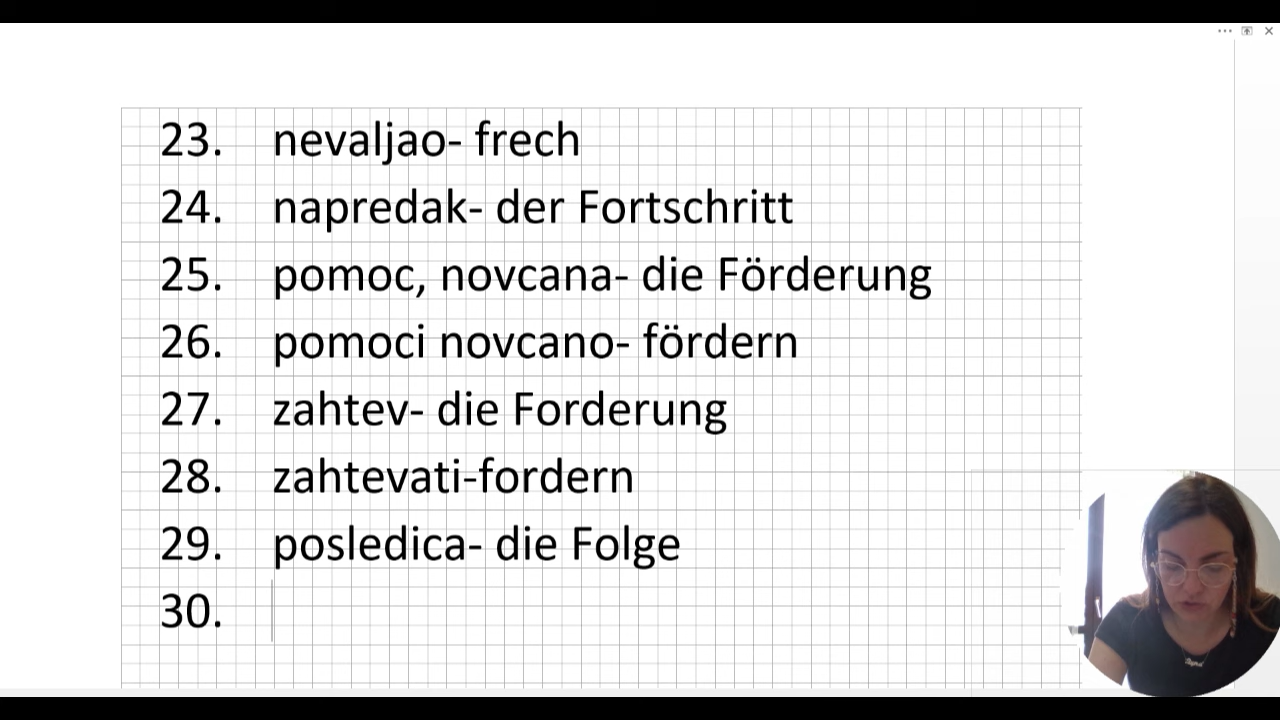 23. nevaljao- frech
24. napredak- der Fortschritt
25. pomoc, novcana- die Förderung
26. pomoci novcano- fördern
27. zahtev- die Forderung
28. zahtevati-fordern
29. posledica- die Folge
30.